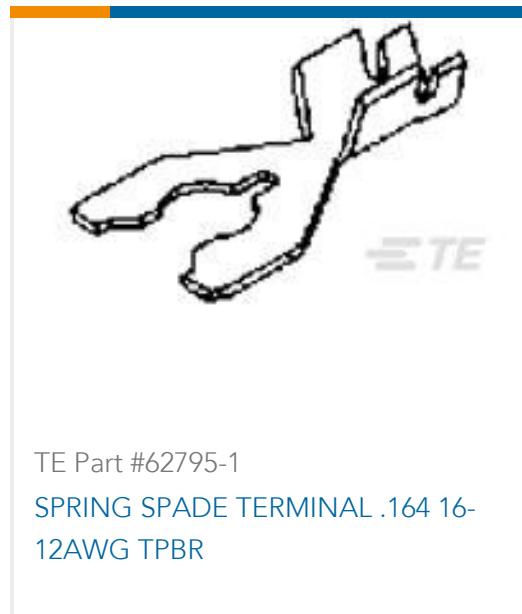 TE
TE Part #62795-1
SPRING SPADE TERMINAL .164 16-
12AWG TPBR